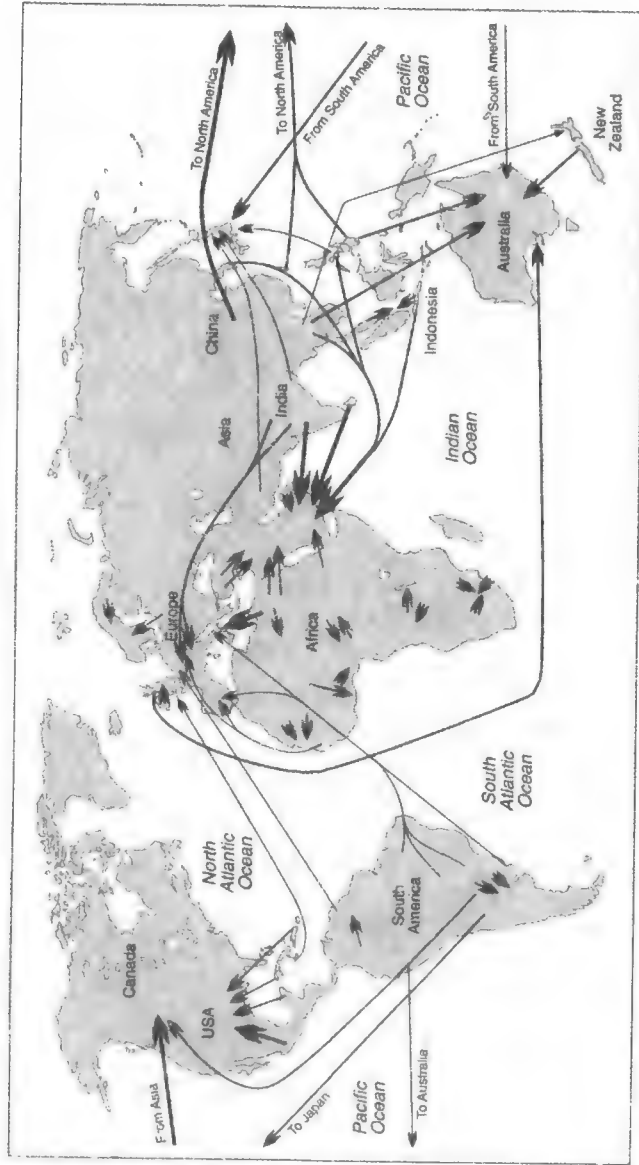 Canada
USA
North
Atlantic
Ocean
From Asia
Pacific
Ocean
To Japan
To Australia
South
America
South
Atlantic
Ocean
Europe
Africa
Asia
India
China
Indian
Ocean
Indonesia
Australia
New
Zealand
Pacific
Ocean
To North America
To North America
From South America
From South America